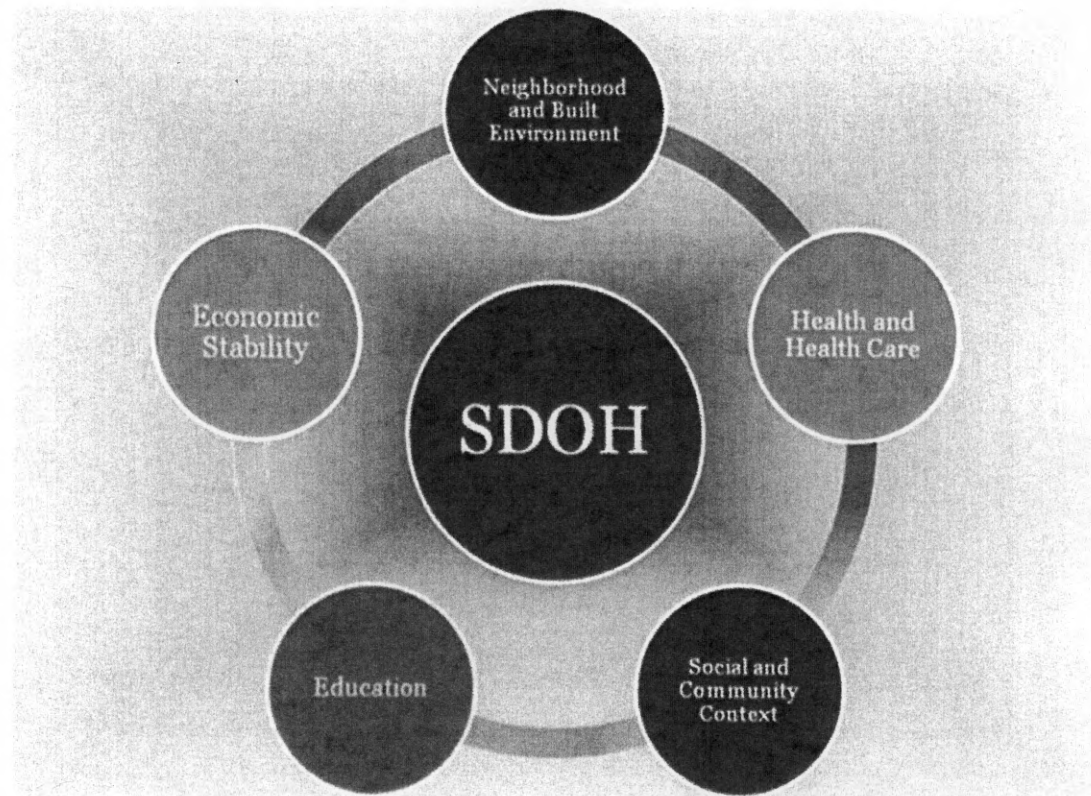 Neighborhood
and Built
Environment
Economic
Stability
Health and
Health Care
SDOH
Education
Social and
Community
Context